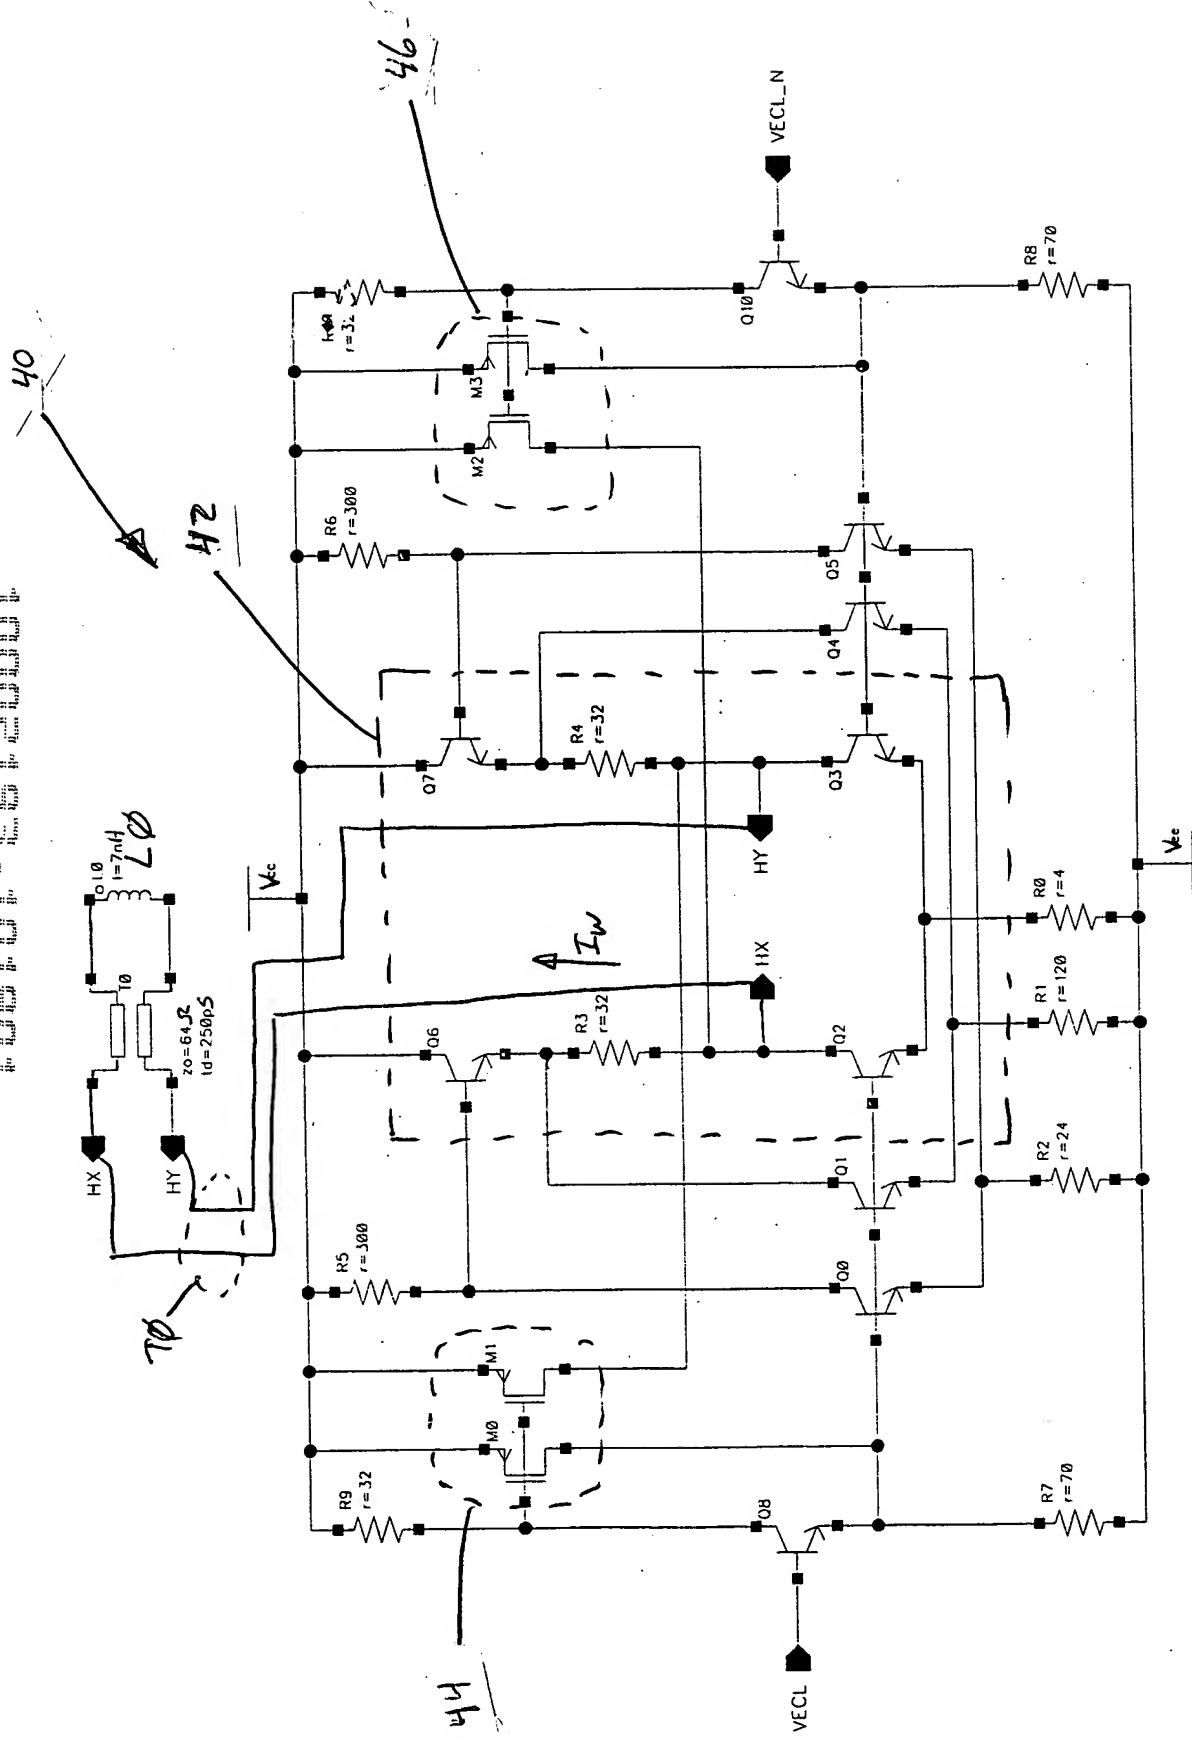 40
42
46
44
T0
HX
HY
T0
zo=64Ω
td=250pS
l=7nH
L0
Vcc
R9
r=32
M0
M1
R5
r=300
Q6
R3
r=32
Iw
HX
HY
Q7
R4
r=32
R6
r=300
M2
M3
r=32
VECL
Q8
Q0
Q1
Q2
Q3
Q4
Q5
Q10
VECL_N
R7
r=70
R2
r=24
R1
r=120
R0
r=4
R8
r=70
Vee